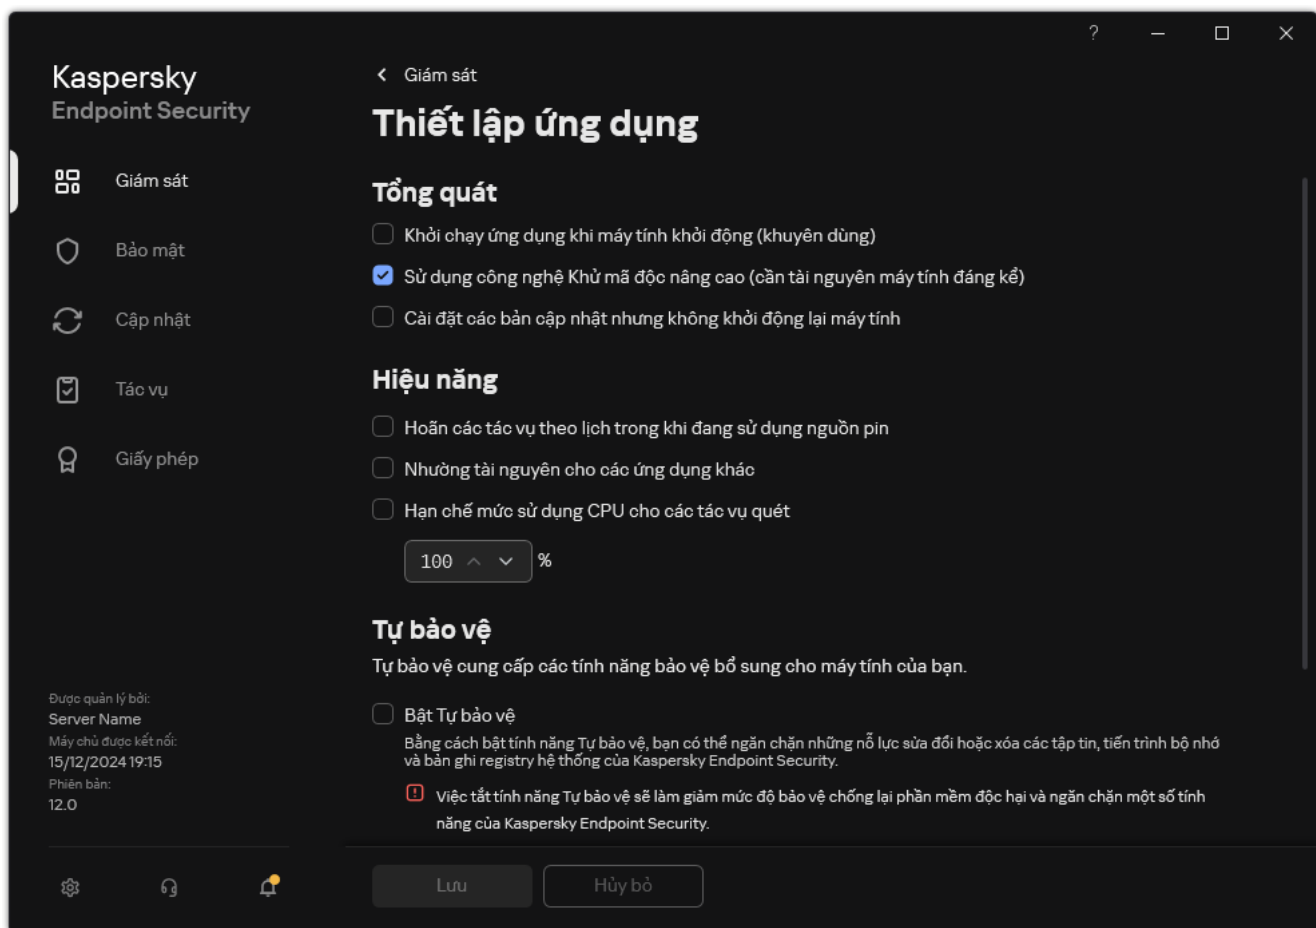 ?
Kaspersky
Endpoint Security
Giám sát
Bảo mật
Cập nhật
Tác vụ
Giấy phép
Được quản lý bởi:
Server Name
Máy chủ được kết nối:
15/12/2024 19:15
Phiên bản:
12.0
Giám sát
Thiết lập ứng dụng
Tổng quát
Khởi chạy ứng dụng khi máy tính khởi động (khuyên dùng)
Sử dụng công nghệ Khử mã độc nâng cao (cần tài nguyên máy tính đáng kể)
Cài đặt các bản cập nhật nhưng không khởi động lại máy tính
Hiệu năng
Hoãn các tác vụ theo lịch trong khi đang sử dụng nguồn pin
Nhường tài nguyên cho các ứng dụng khác
Hạn chế mức sử dụng CPU cho các tác vụ quét
100 %
Tự bảo vệ
Tự bảo vệ cung cấp các tính năng bảo vệ bổ sung cho máy tính của bạn.
Bật Tự bảo vệ
Bằng cách bật tính năng Tự bảo vệ, bạn có thể ngăn chặn những nỗ lực sửa đổi hoặc xóa các tập tin, tiến trình bộ nhớ
và bản ghi registry hệ thống của Kaspersky Endpoint Security.
Việc tắt tính năng Tự bảo vệ sẽ làm giảm mức độ bảo vệ chống lại phần mềm độc hại và ngăn chặn một số tính
năng của Kaspersky Endpoint Security.
Lưu
Hủy bỏ